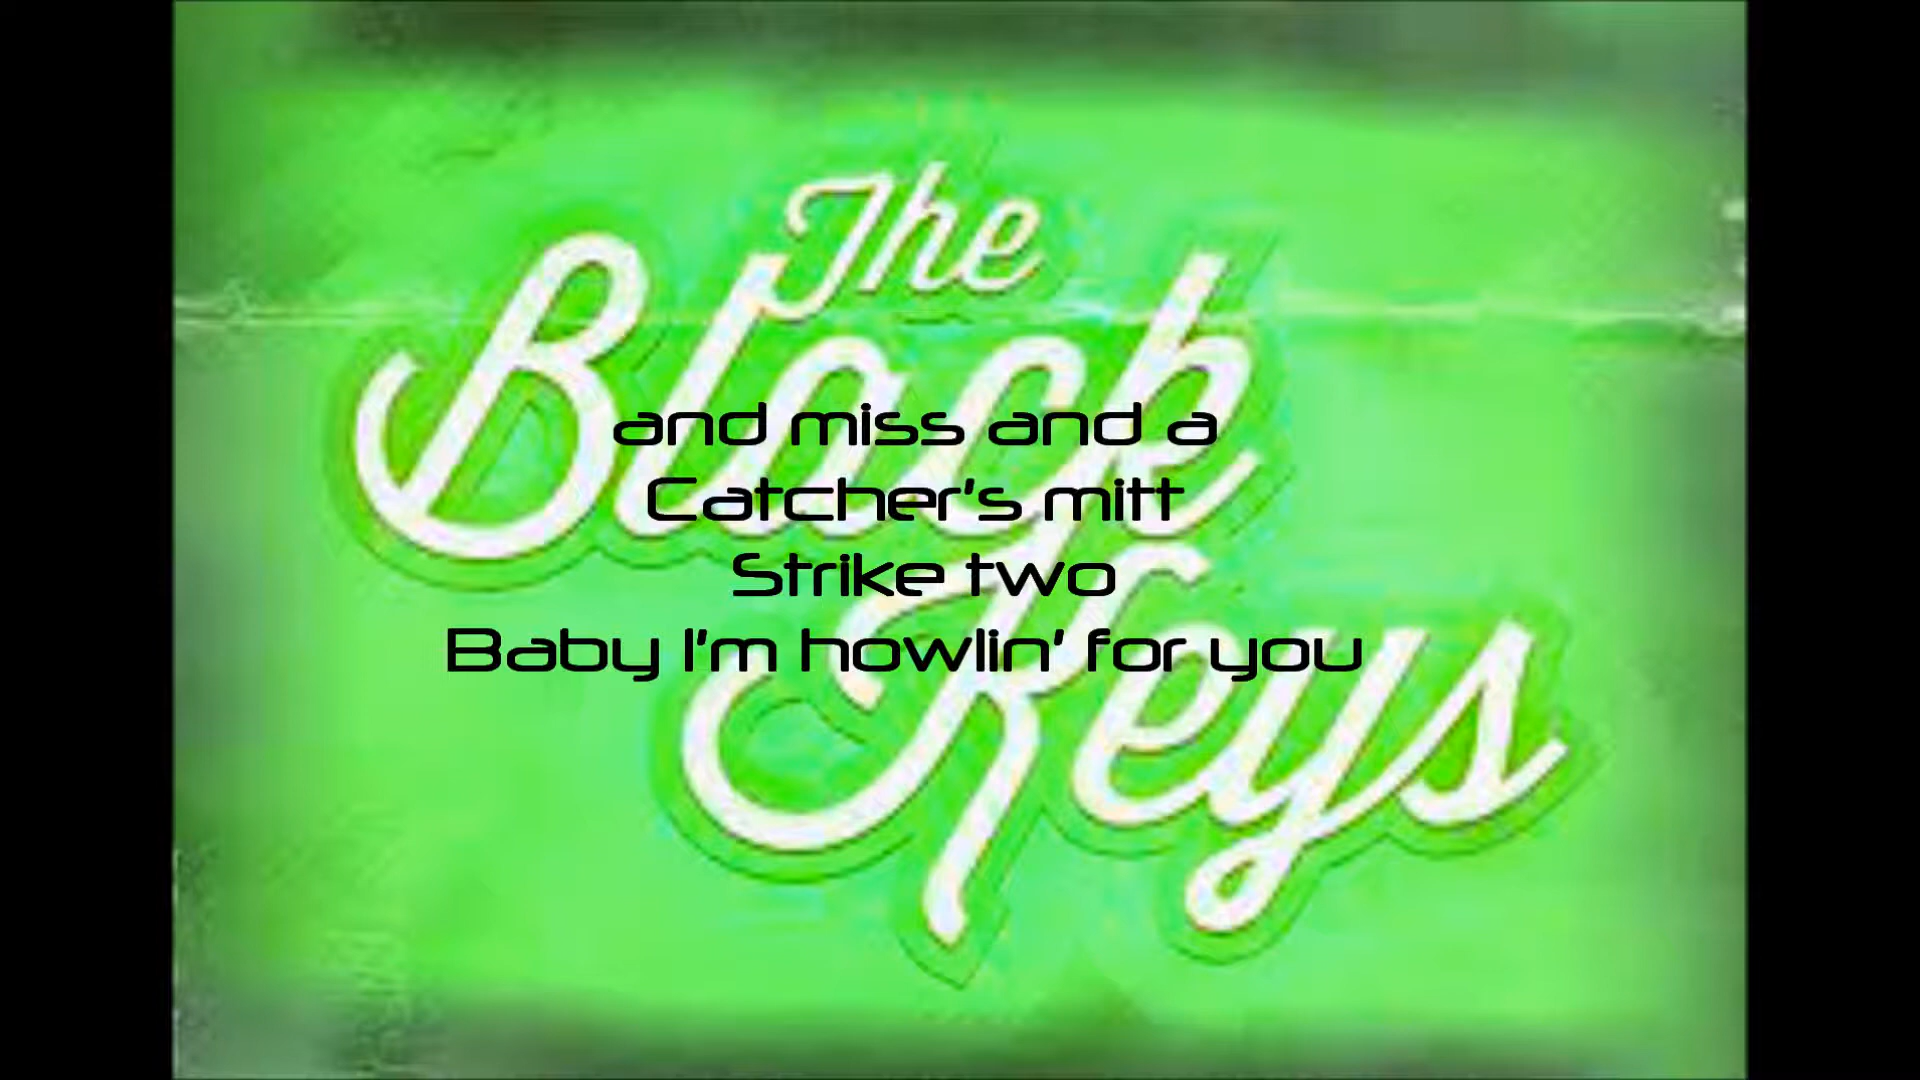 The
Black
Keys
and miss and a
Catcher's mitt
Strike two
Baby I'm howlin' for you